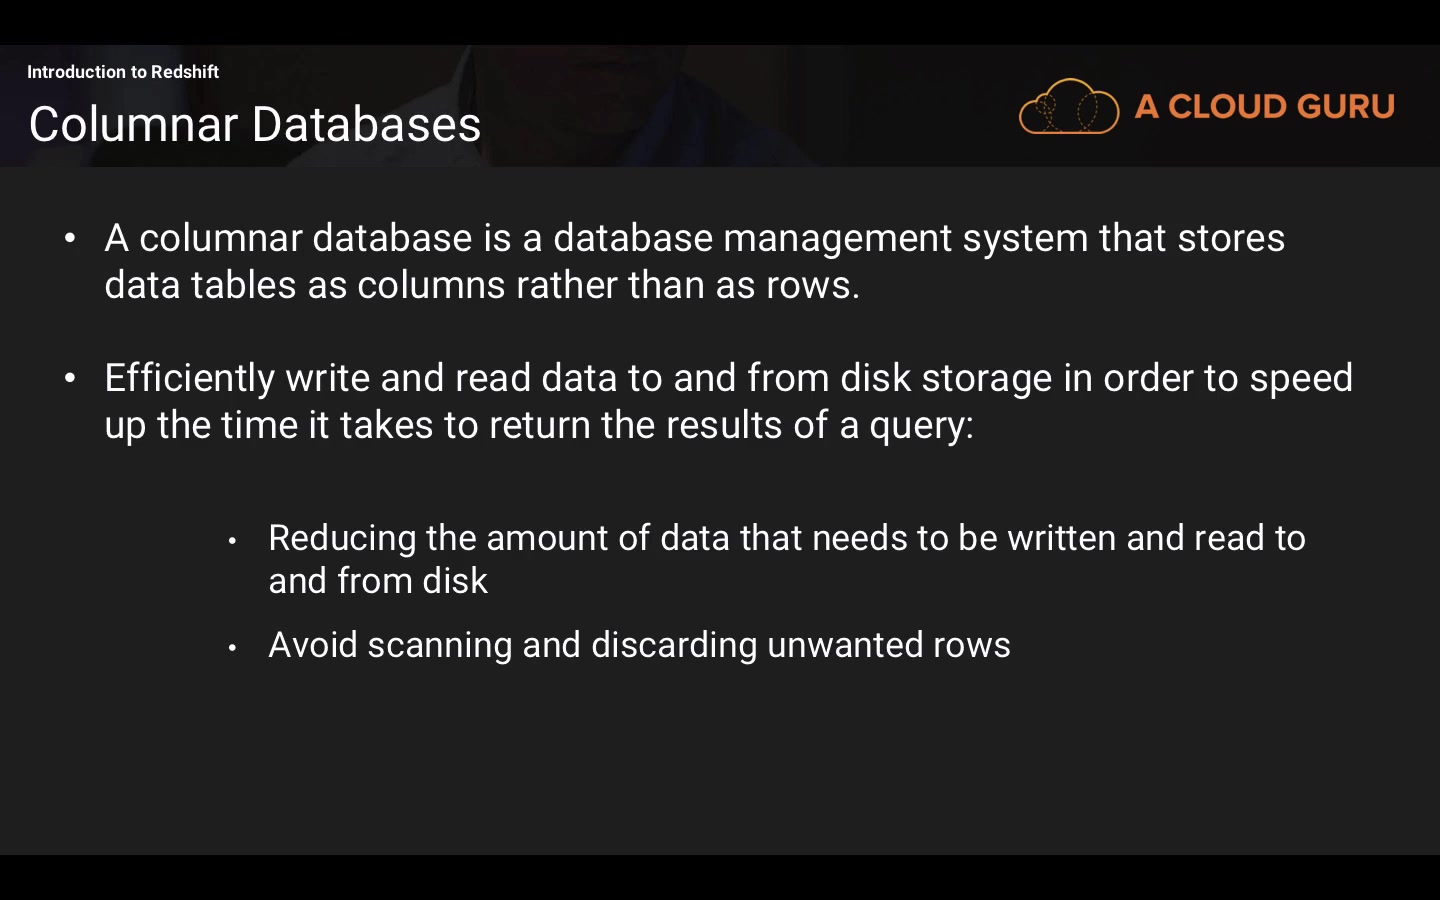 Introduction to Redshift
Columnar Databases
A CLOUD GURU
• A columnar database is a database management system that stores
data tables as columns rather than as rows.
• Efficiently write and read data to and from disk storage in order to speed
up the time it takes to return the results of a query:
• Reducing the amount of data that needs to be written and read to
and from disk
• Avoid scanning and discarding unwanted rows